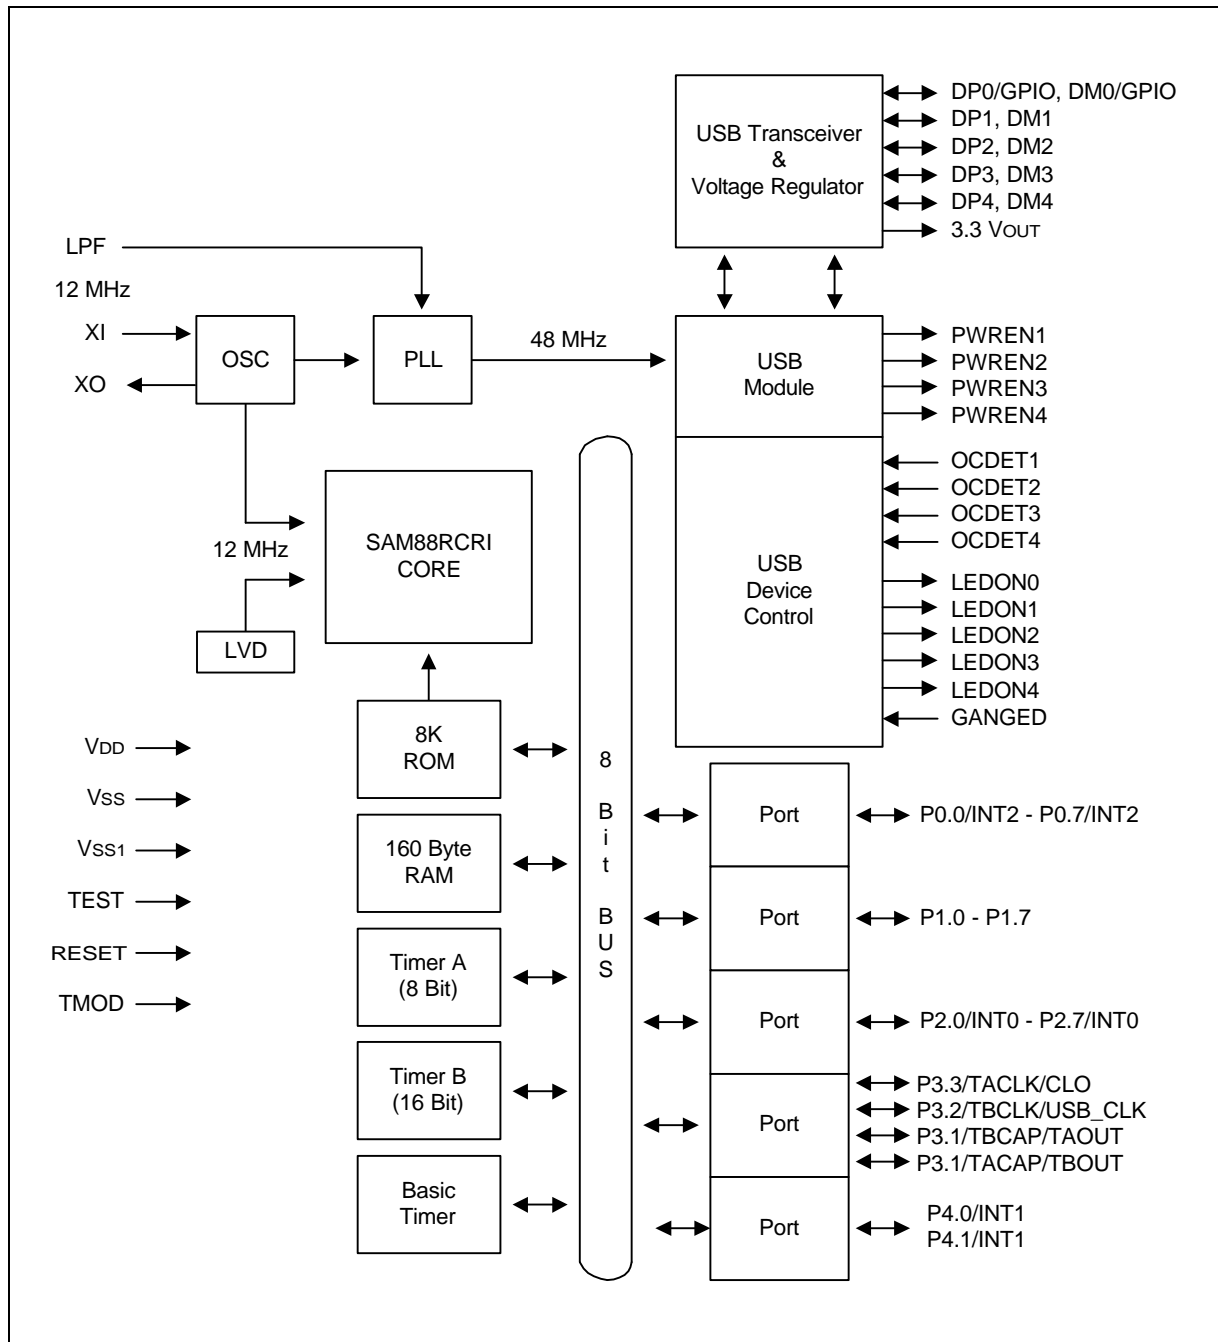 USB Transceiver
&
Voltage Regulator
DP0/GPIO, DM0/GPIO
DP1, DM1
DP2, DM2
DP3, DM3
DP4, DM4
3.3 VOUT
LPF
12 MHz
XI
XO
OSC
PLL
48 MHz
USB
Module
PWREN1
PWREN2
PWREN3
PWREN4
USB
Device
Control
OCDET1
OCDET2
OCDET3
OCDET4
LEDON0
LEDON1
LEDON2
LEDON3
LEDON4
GANGED
SAM88RCRI
CORE
12 MHz
LVD
8K
ROM
160 Byte
RAM
Timer A
(8 Bit)
Timer B
(16 Bit)
Basic
Timer
VDD
VSS
VSS1
TEST
RESET
TMOD
8 Bit BUS
Port
P0.0/INT2 - P0.7/INT2
Port
P1.0 - P1.7
Port
P2.0/INT0 - P2.7/INT0
Port
P3.3/TACLK/CLO
P3.2/TBCLK/USB_CLK
P3.1/TBCAP/TAOUT
P3.1/TACAP/TBOUT
Port
P4.0/INT1
P4.1/INT1